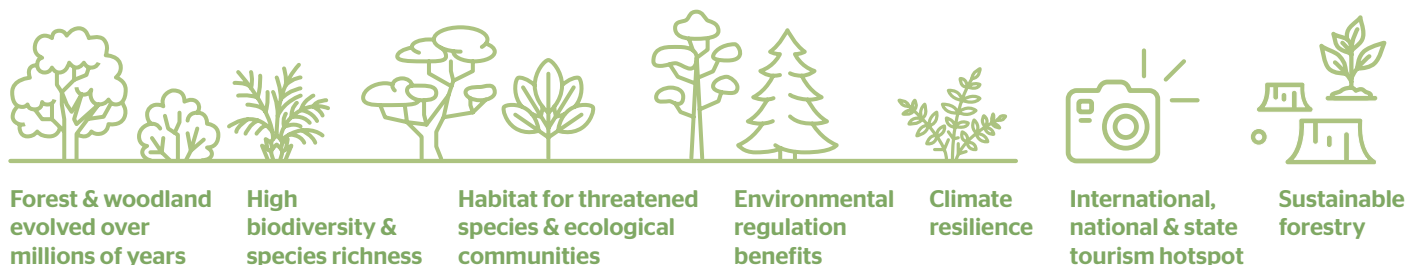 Forest & woodland
evolved over
millions of years
High
biodiversity &
species richness
Habitat for threatened
species & ecological
communities
Environmental
regulation
benefits
Climate
resilience
International,
national & state
tourism hotspot
Sustainable
forestry